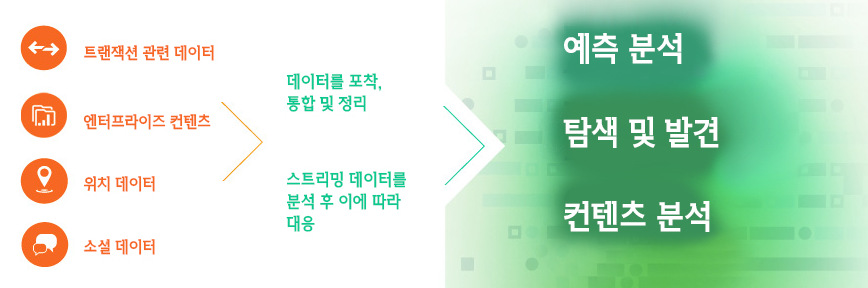 트랜잭션 관련 데이터
엔터프라이즈 컨텐츠
위치 데이터
소셜 데이터
데이터를 포착,
통합 및 정리
스트리밍 데이터를
분석 후 이에 따라
대응
예측 분석
탐색 및 발견
컨텐츠 분석